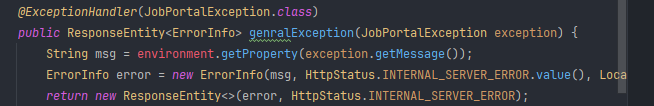 @ExceptionHandler(JobPortalException.class)
public ResponseEntity<ErrorInfo> genralException(JobPortalException exception) {
String msg = environment.getProperty(exception.getMessage());
ErrorInfo error = new ErrorInfo(msg, HttpStatus.INTERNAL_SERVER_ERROR.value(), Loca
return new ResponseEntity<>(error, HttpStatus.INTERNAL_SERVER_ERROR);